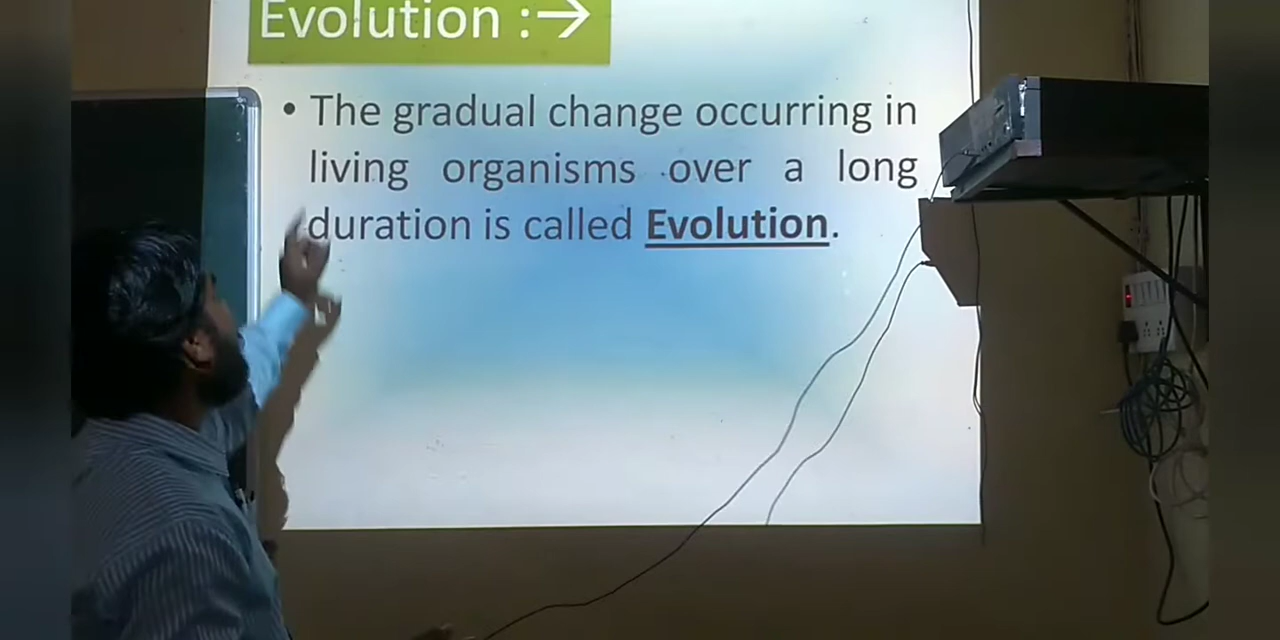 Evolution :→
• The gradual change occurring in
living organisms over a long
duration is called Evolution.